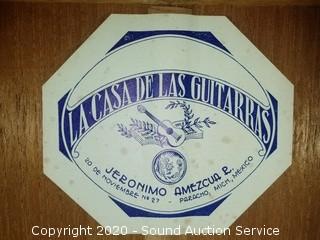 LA CASA DE LAS GUITARRAS
JERONIMO AMEZCUA R.
20 DE NOVIEMBRE Nº 27 - PARACHO, MICH, MEXICO
Copyright 2020 - Sound Auction Service